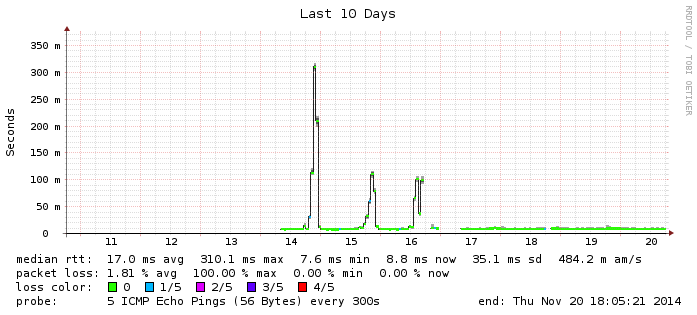 Last 10 Days
RRDTOOL / TOBI OETIKER
Seconds
350 m
300 m
250 m
200 m
150 m
100 m
50 m
0
11 12 13 14 15 16 17 18 19 20
median rtt: 17.0 ms avg 310.1 ms max 7.6 ms min 8.8 ms now 35.1 ms sd 484.2 m am/s
packet loss: 1.81 % avg 100.00 % max 0.00 % min 0.00 % now
loss color: 0 1/5 2/5 3/5 4/5
probe: 5 ICMP Echo Pings (56 Bytes) every 300s end: Thu Nov 20 18:05:21 2014